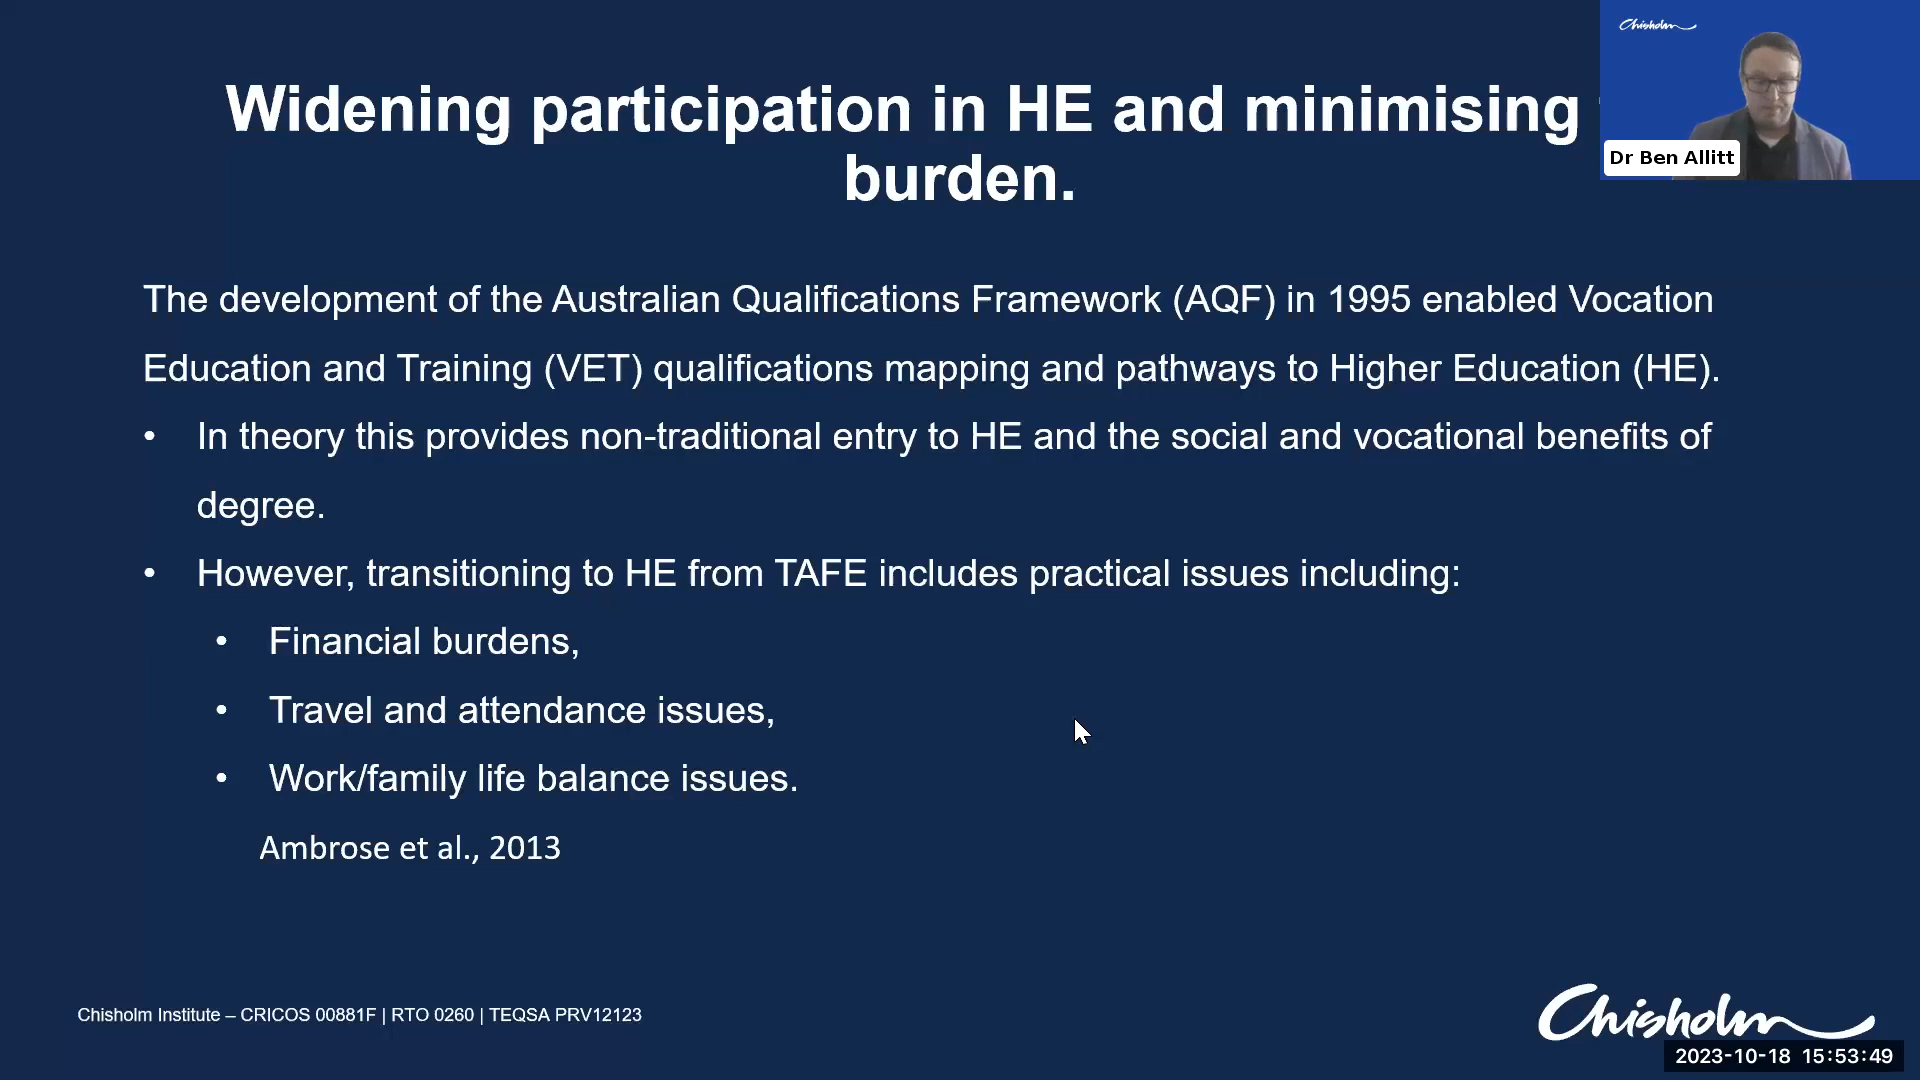 Chisholm
Widening participation in HE and minimising
burden.
Dr Ben Allitt
The development of the Australian Qualifications Framework (AQF) in 1995 enabled Vocation
Education and Training (VET) qualifications mapping and pathways to Higher Education (HE).
• In theory this provides non-traditional entry to HE and the social and vocational benefits of
degree.
• However, transitioning to HE from TAFE includes practical issues including:
• Financial burdens,
• Travel and attendance issues,
• Work/family life balance issues.
Ambrose et al., 2013
Chisholm Institute – CRICOS 00881F | RTO 0260 | TEQSA PRV12123
Chisholm
2023-10-18 15:53:49